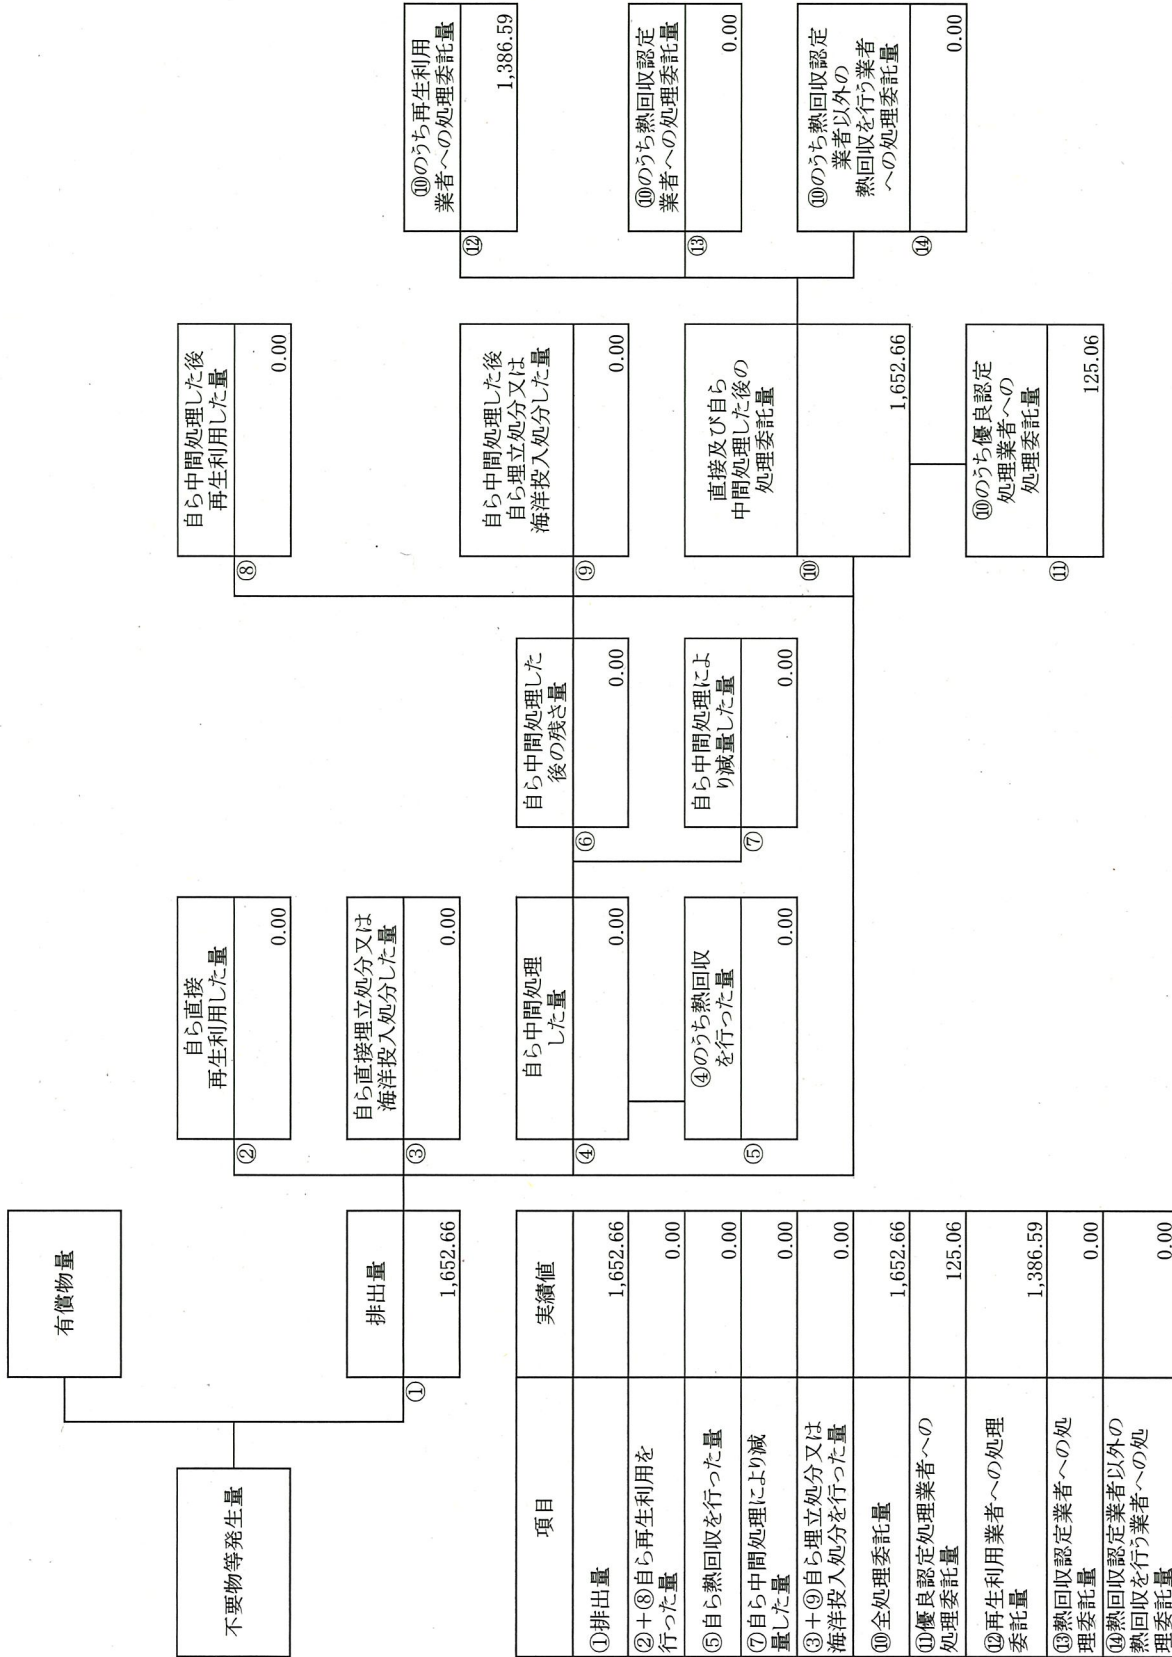 不要物等発生量
有償物量
①
排出量
1,652.66
②
自ら直接
再生利用した量
0.00
③
自ら直接埋立処分又は
海洋投入処分した量
0.00
④
自ら中間処理
した量
0.00
⑤
④のうち熱回収
を行った量
0.00
⑥
自ら中間処理した
後の残さ量
0.00
⑦
自ら中間処理によ
り減量した量
0.00
⑧
自ら中間処理した後
再生利用した量
0.00
⑨
自ら中間処理した後
自ら埋立処分又は
海洋投入処分した量
0.00
⑩
直接及び自ら
中間処理した後の
処理委託量
1,652.66
⑪
⑩のうち優良認定
処理業者への
処理委託量
125.06
⑫
⑩のうち再生利用
業者への処理委託量
1,386.59
⑬
⑩のうち熱回収認定
業者への処理委託量
0.00
⑭
⑩のうち熱回収認定
業者以外の
熱回収を行う業者
への処理委託量
0.00
項目 実績値
①排出量 1,652.66
②+⑧自ら再生利用を
行った量 0.00
⑤自ら熱回収を行った量 0.00
⑦自ら中間処理により減
量した量 0.00
③+⑨自ら埋立処分又は
海洋投入処分を行った量 0.00
⑩全処理委託量 1,652.66
⑪優良認定処理業者への
処理委託量 125.06
⑫再生利用業者への処理
委託量 1,386.59
⑬熱回収認定業者への処
理委託量 0.00
⑭熱回収認定業者以外の
熱回収を行う業者への処
理委託量 0.00